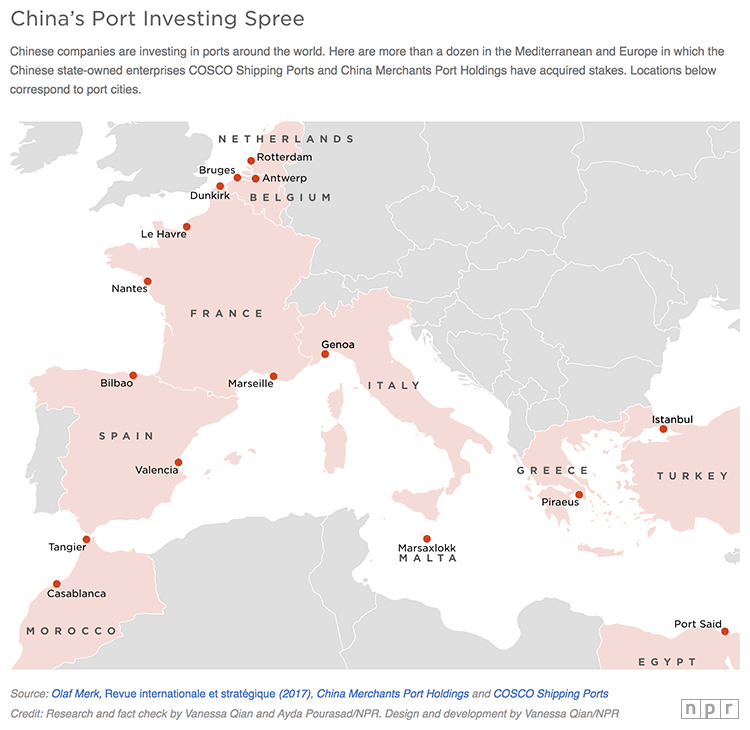 China's Port Investing Spree
Chinese companies are investing in ports around the world. Here are more than a dozen in the Mediterranean and Europe in which the
Chinese state-owned enterprises COSCO Shipping Ports and China Merchants Port Holdings have acquired stakes. Locations below
correspond to port cities.
NETHERLANDS
Rotterdam
Bruges
Antwerp
Dunkirk
BELGIUM
Le Havre
Nantes
FRANCE
Genoa
Bilbao
Marseille
ITALY
Istanbul
SPAIN
Valencia
GREECE
TURKEY
Piraeus
Tangier
Marsaxlokk
MALTA
Casablanca
Port Said
MOROCCO
EGYPT
Source: Olaf Merk, Revue internationale et stratégique (2017), China Merchants Port Holdings and COSCO Shipping Ports
Credit: Research and fact check by Vanessa Qian and Ayda Pourasad/NPR. Design and development by Vanessa Qian/NPR
npr